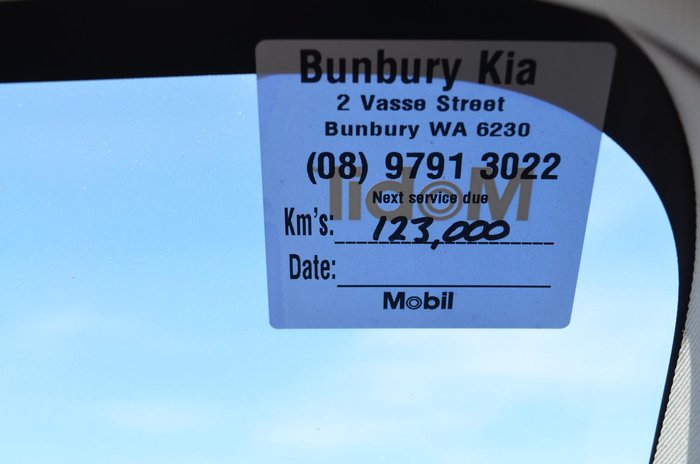 Bunbury Kia
2 Vasse Street
Bunbury WA 6230
(08) 9791 3022
Mobil
Next service due
Km's: 123,000
Date:
Mobil